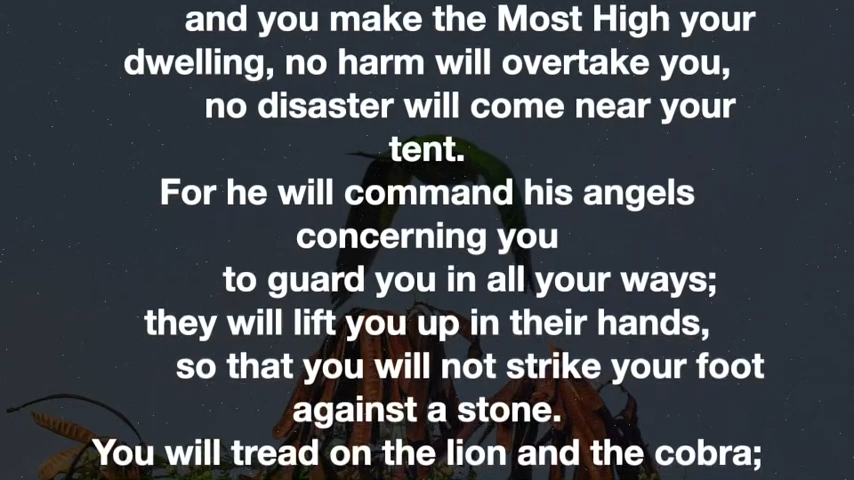 and you make the Most High your
dwelling, no harm will overtake you,
no disaster will come near your
tent.
For he will command his angels
concerning you
to guard you in all your ways;
they will lift you up in their hands,
so that you will not strike your foot
against a stone.
You will tread on the lion and the cobra;